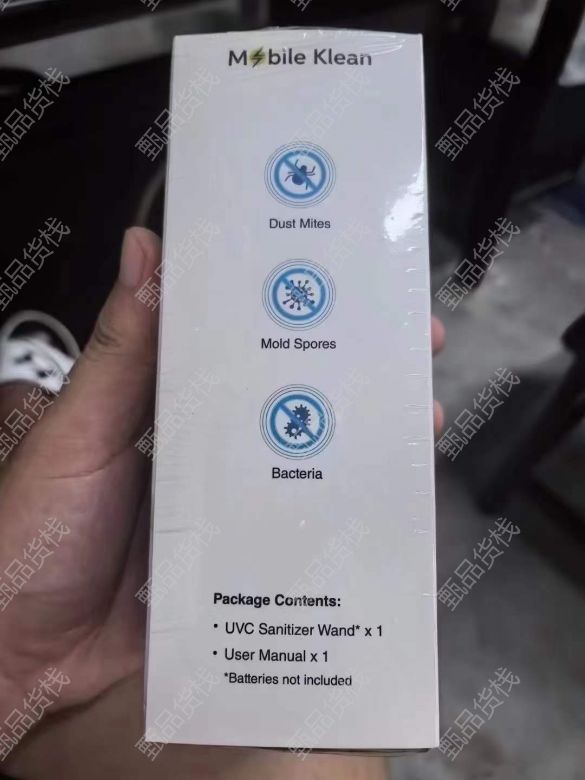 Mobile Klean
Dust Mites
Mold Spores
Bacteria
Package Contents:
• UVC Sanitizer Wand* x 1
• User Manual x 1
*Batteries not included
甄品货栈